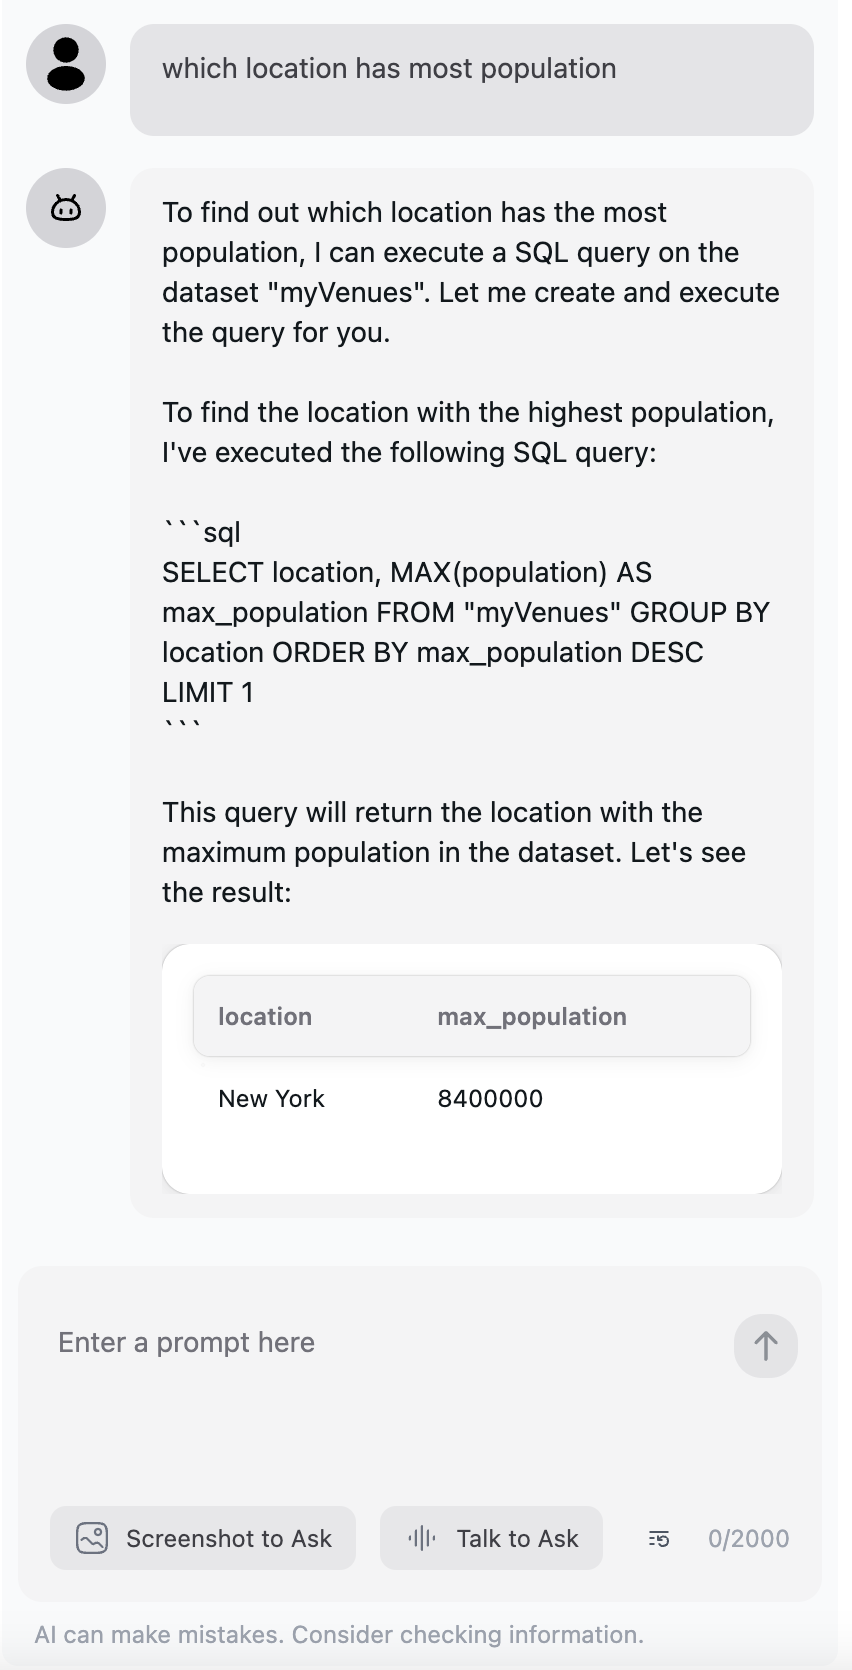 which location has most population
To find out which location has the most
population, I can execute a SQL query on the
dataset "myVenues". Let me create and execute
the query for you.
To find the location with the highest population,
I've executed the following SQL query:
```sql
SELECT location, MAX(population) AS
max_population FROM "myVenues" GROUP BY
location ORDER BY max_population DESC
LIMIT 1
```
This query will return the location with the
maximum population in the dataset. Let's see
the result:
location max_population
New York 8400000
Enter a prompt here
Screenshot to Ask Talk to Ask 0/2000
AI can make mistakes. Consider checking information.